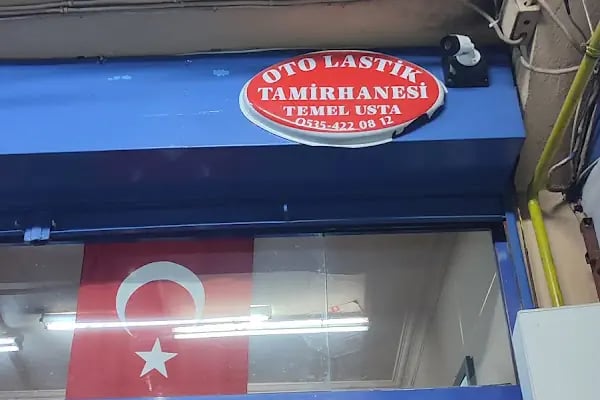 OTO LASTİK
TAMİRHANESİ
TEMEL USTA
0535-422 08 12